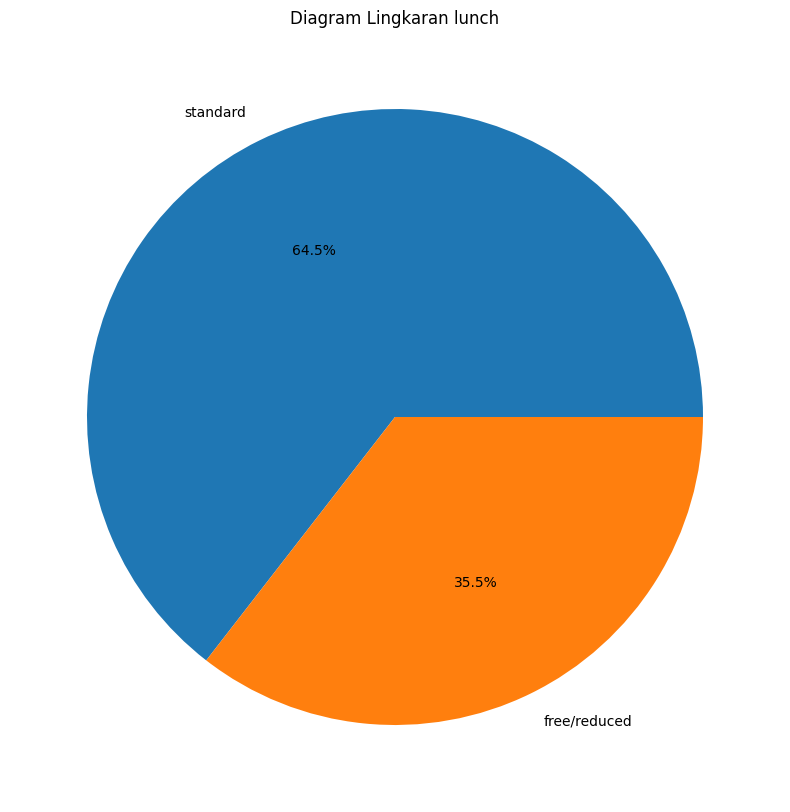 Diagram Lingkaran lunch
standard
64.5%
35.5%
free/reduced